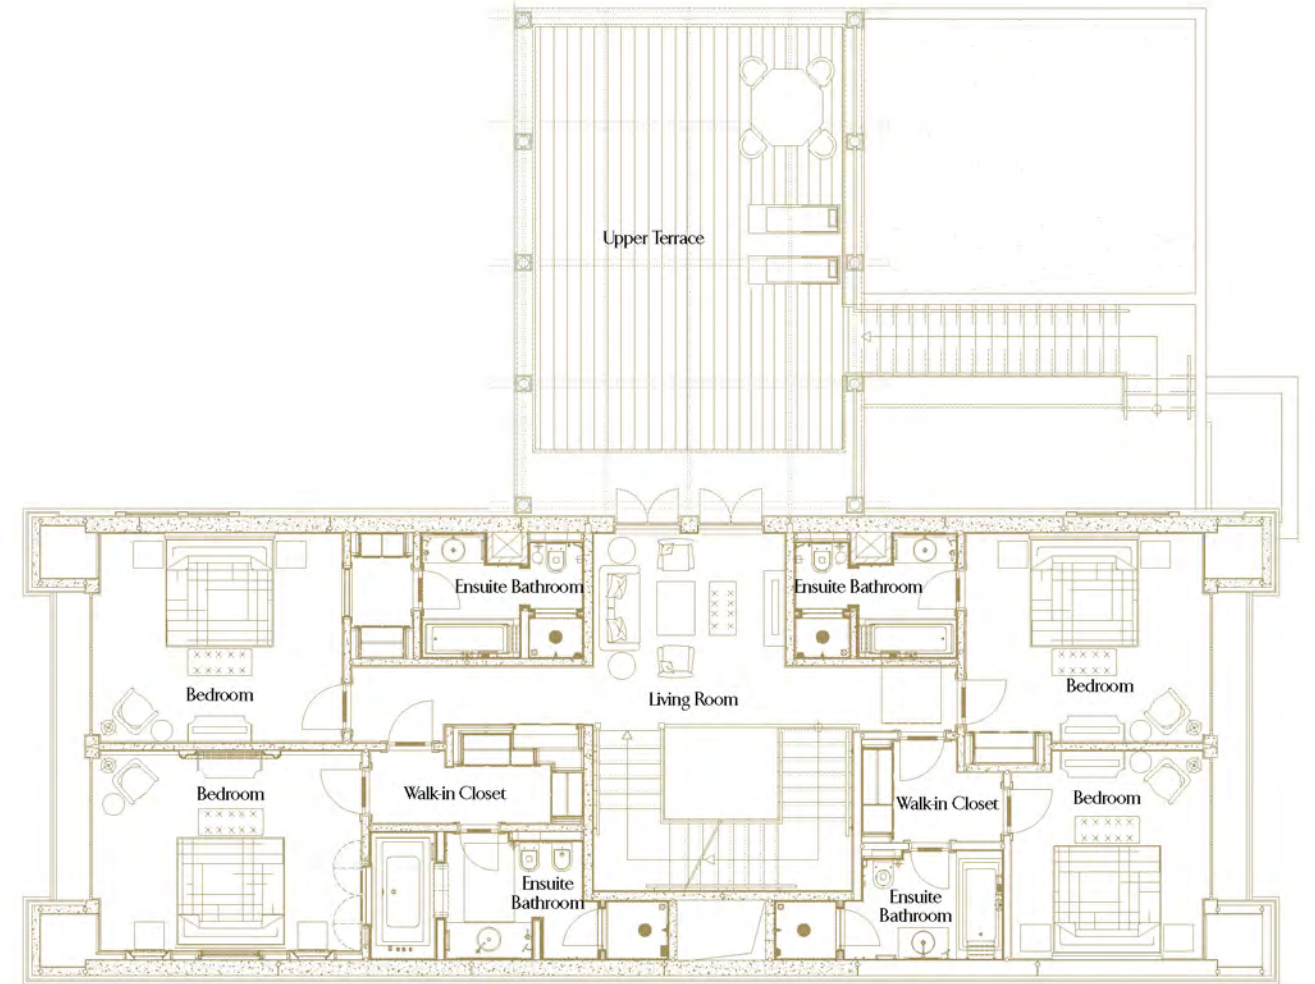 Upper Terrace
Ensuite Bathroom
Ensuite Bathroom
Bedroom
Living Room
Bedroom
Bedroom
Walk-in Closet
Walk-in Closet
Bedroom
Ensuite
Bathroom
Ensuite
Bathroom